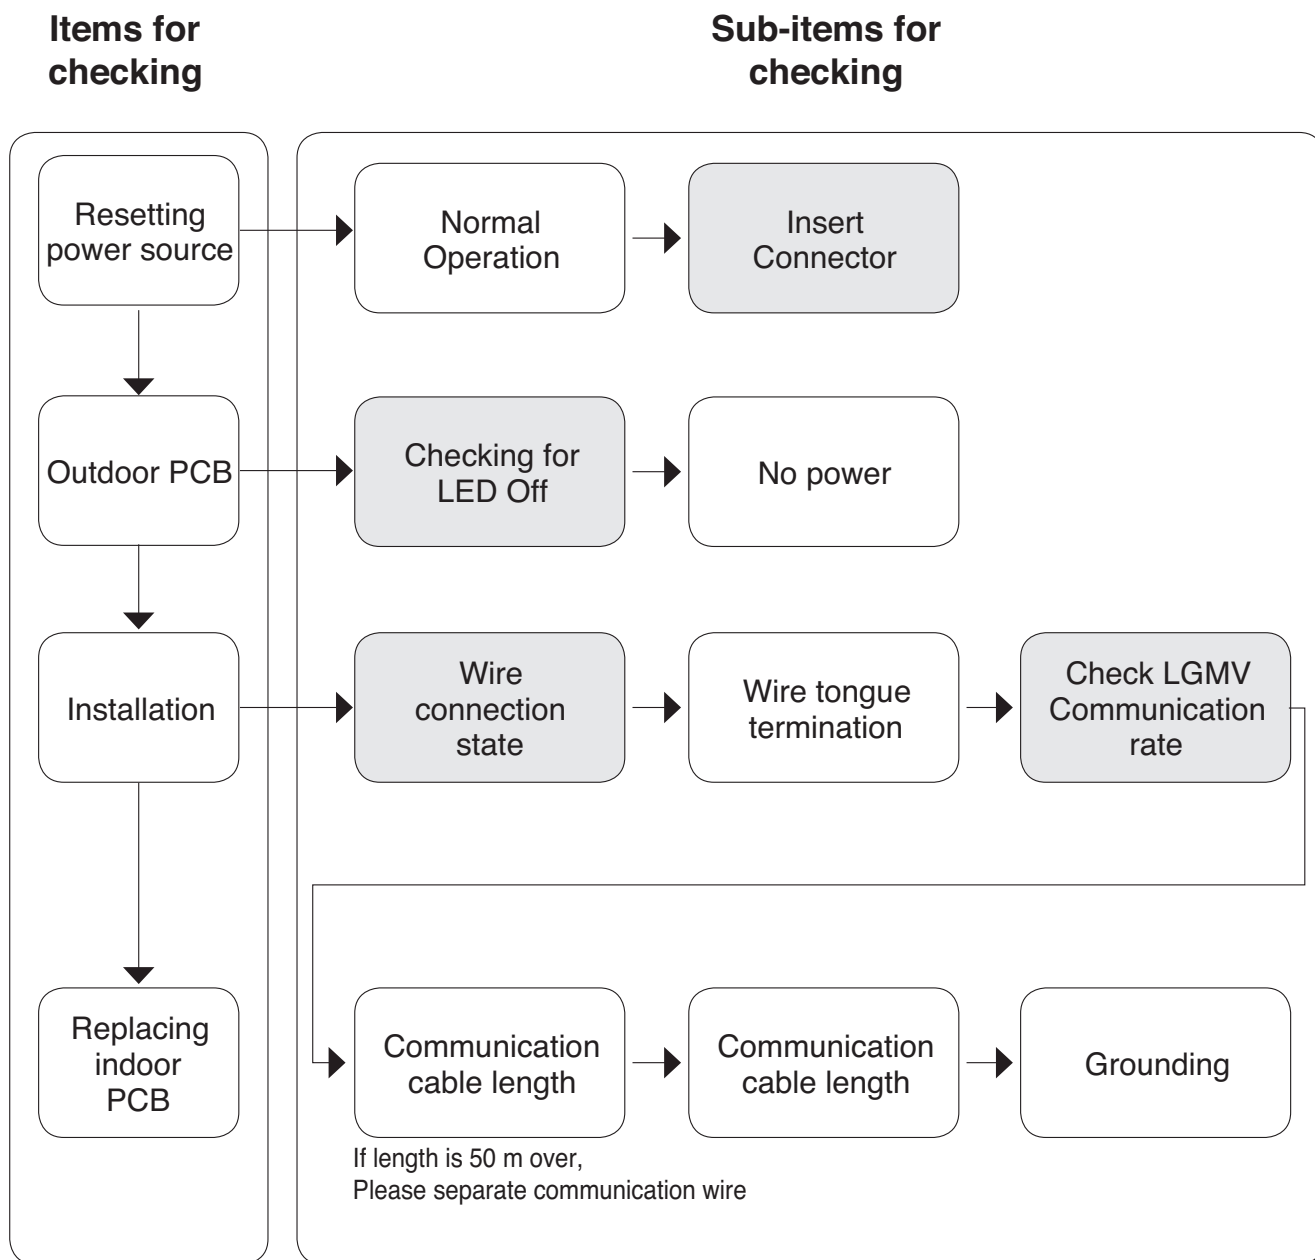 Items for
checking
Sub-items for
checking
Resetting
power source
Normal
Operation
Insert
Connector
Outdoor PCB
Checking for
LED Off
No power
Installation
Wire
connection
state
Wire tongue
termination
Check LGMV
Communication
rate
Replacing
indoor
PCB
Communication
cable length
Communication
cable length
Grounding
If length is 50 m over,
Please separate communication wire